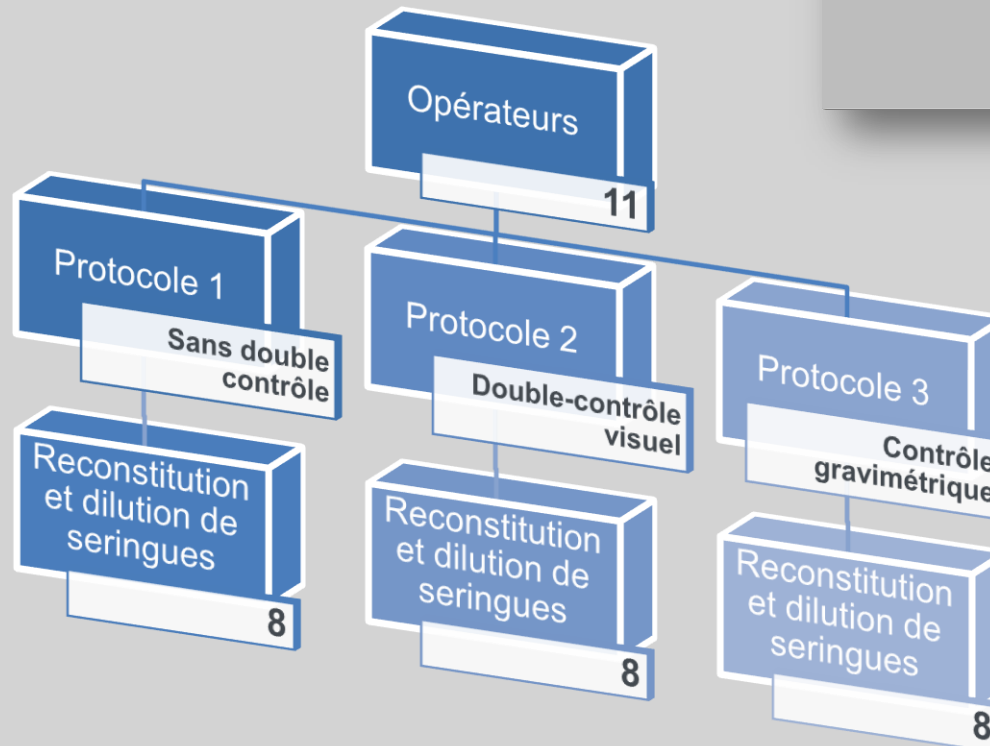 Opérateurs
11
Protocole 1
Sans double
contrôle
Reconstitution
et dilution de
seringues
8
Protocole 2
Double-contrôle
visuel
Reconstitution
et dilution de
seringues
8
Protocole 3
Contrôle
gravimétrique
Reconstitution
et dilution de
seringues
8